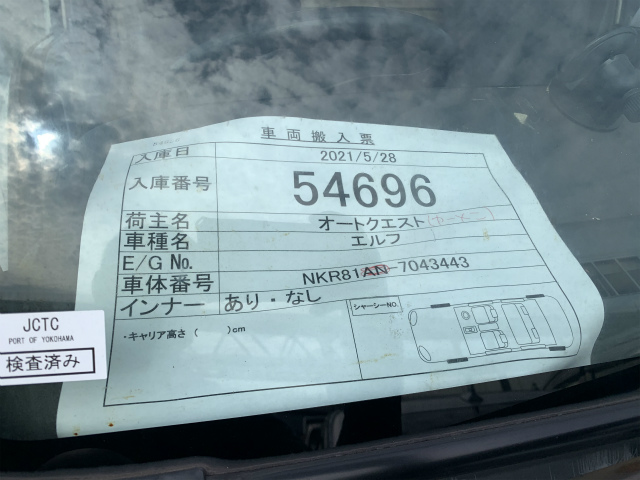 車両搬入票
入庫日 2021/5/28
入庫番号 54696
荷主名 オートクエスト
車種名 エルフ
E/G No.
車体番号 NKR81AN-7043443
インナー あり・なし
・キャリア高さ ( )cm
シャーシーNO.
JCTC
PORT OF YOKOHAMA
検査済み